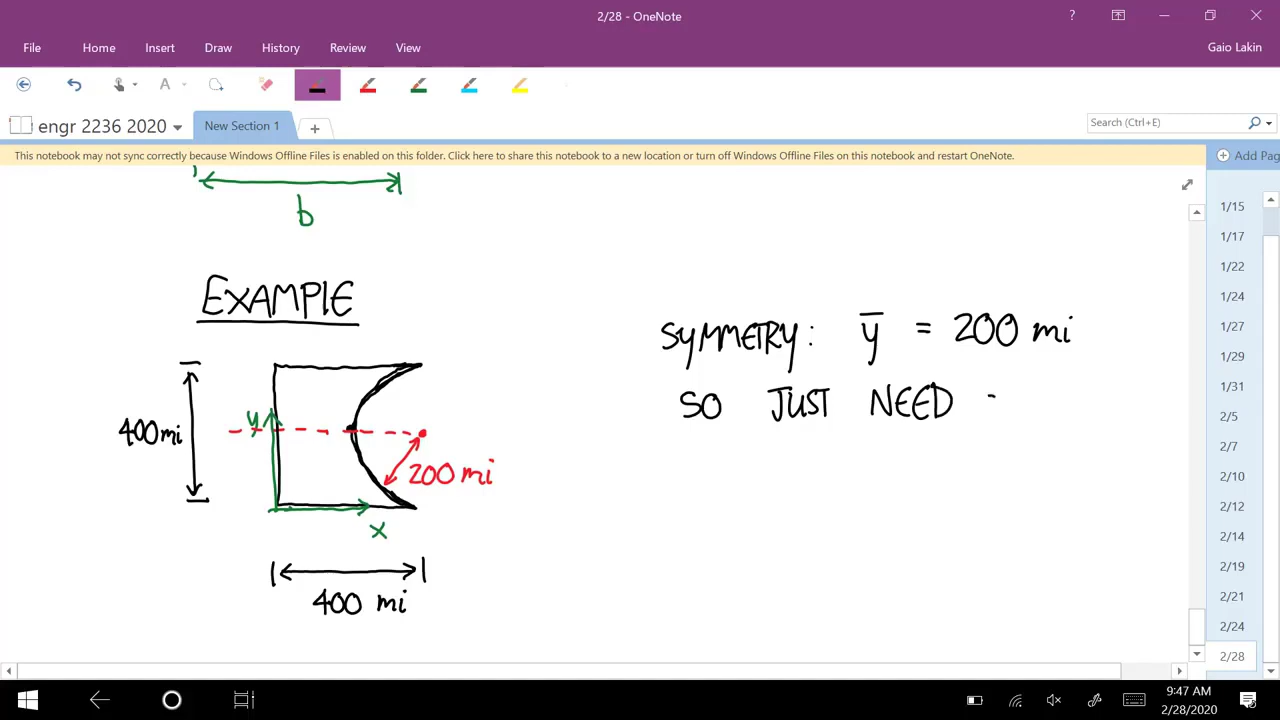 2/28 - OneNote
?
File Home Insert Draw History Review View
Gaio Lakin
A
engr 2236 2020
New Section 1
+
Search (Ctrl+E)
This notebook may not sync correctly because Windows Offline Files is enabled on this folder. Click here to share this notebook to a new location or turn off Windows Offline Files on this notebook and restart OneNote.
Add Pag
b
EXAMPLE
SYMMETRY: y̅ = 200 mi
SO JUST NEED
400mi
y
200 mi
x
400 mi
1/15
1/17
1/22
1/24
1/27
1/29
1/31
2/5
2/7
2/10
2/12
2/14
2/19
2/21
2/24
2/28
9:47 AM
2/28/2020